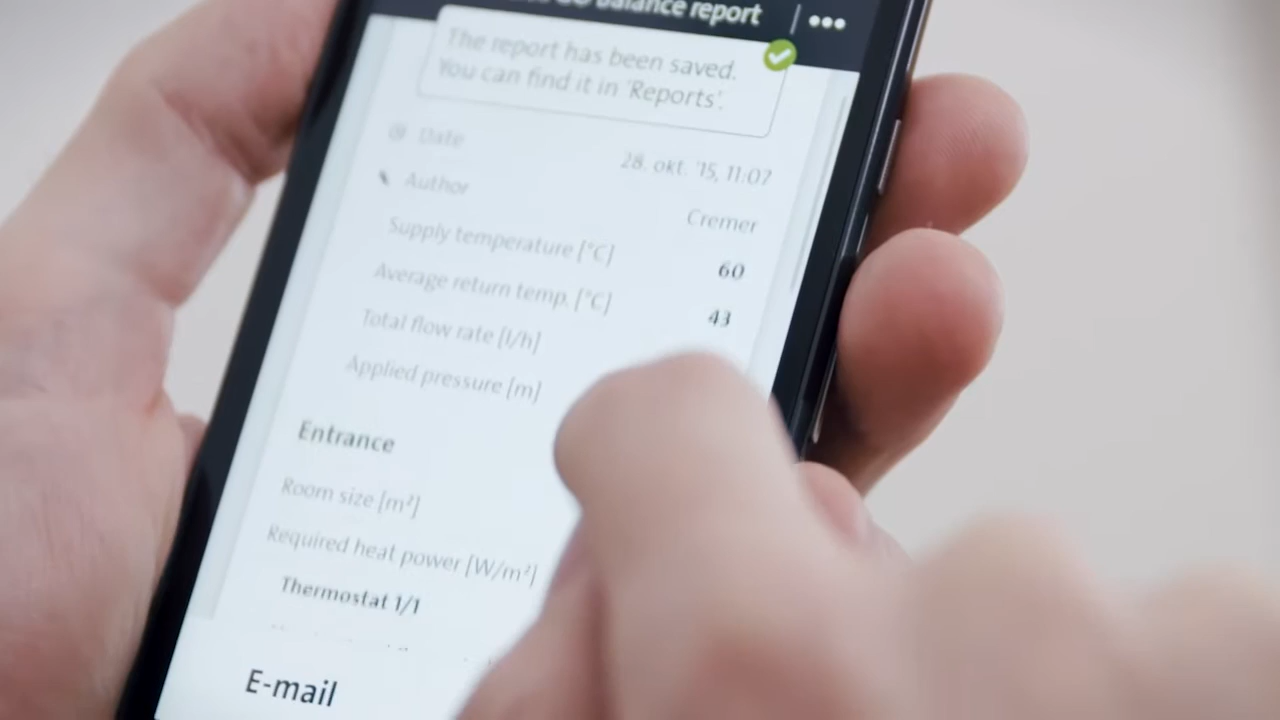 GO balance report
The report has been saved.
You can find it in 'Reports'.
Date 28. okt. '15, 11.07
Author Cremer
Supply temperature [°C] 60
Average return temp. [°C] 43
Total flow rate [l/h]
Applied pressure [m]
Entrance
Room size [m²]
Required heat power [W/m²]
Thermostat 1/1
E-mail